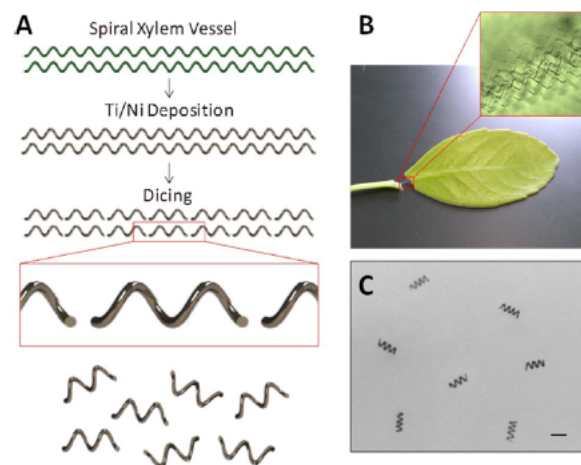 A
Spiral Xylem Vessel
Ti/Ni Deposition
Dicing
B
C